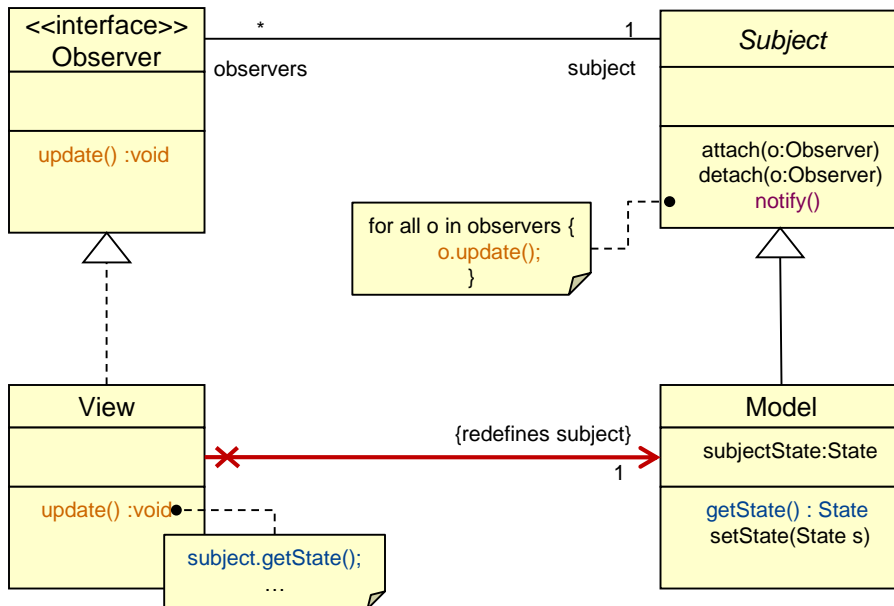 <<interface>>
Observer
*
1
observers
subject
Subject
update() :void
attach(o:Observer)
detach(o:Observer)
notify()
for all o in observers {
o.update();
}
View
Model
{redefines subject}
1
subjectState:State
update() :void
getState() : State
setState(State s)
subject.getState();
…